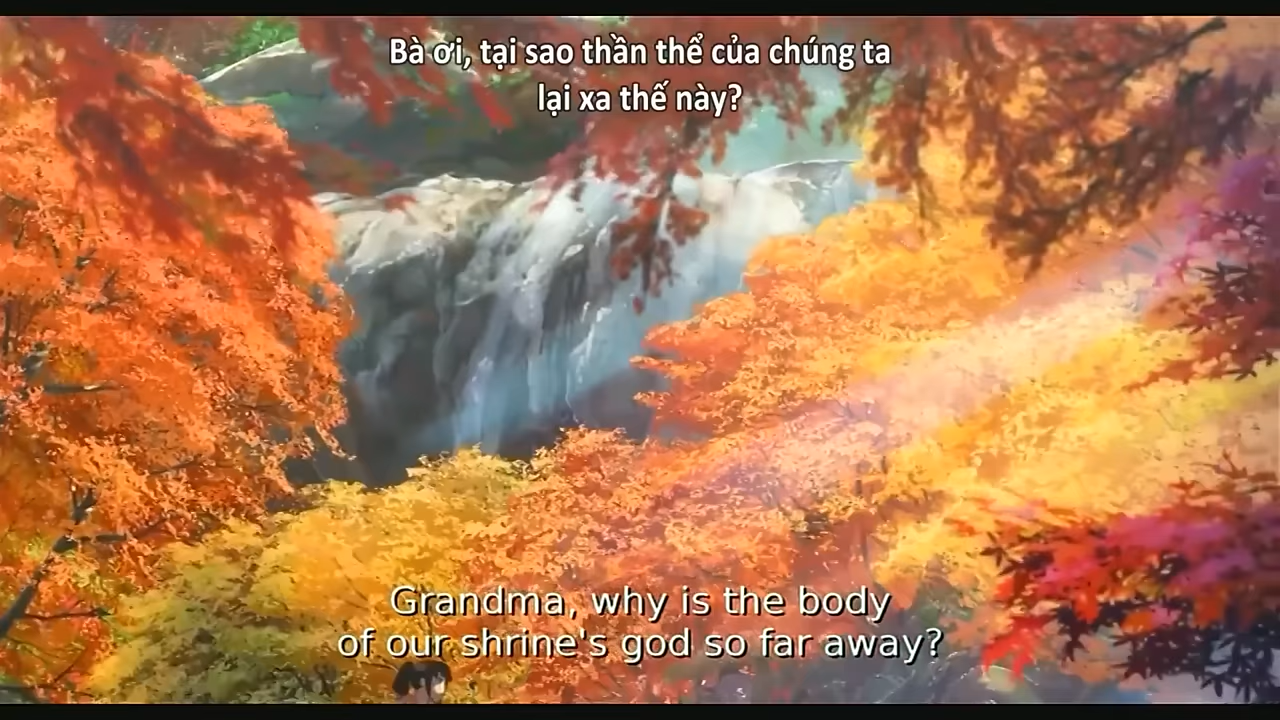 Bà ơi, tại sao thần thể của chúng ta
lại xa thế này?
Grandma, why is the body
of our shrine's god so far away?